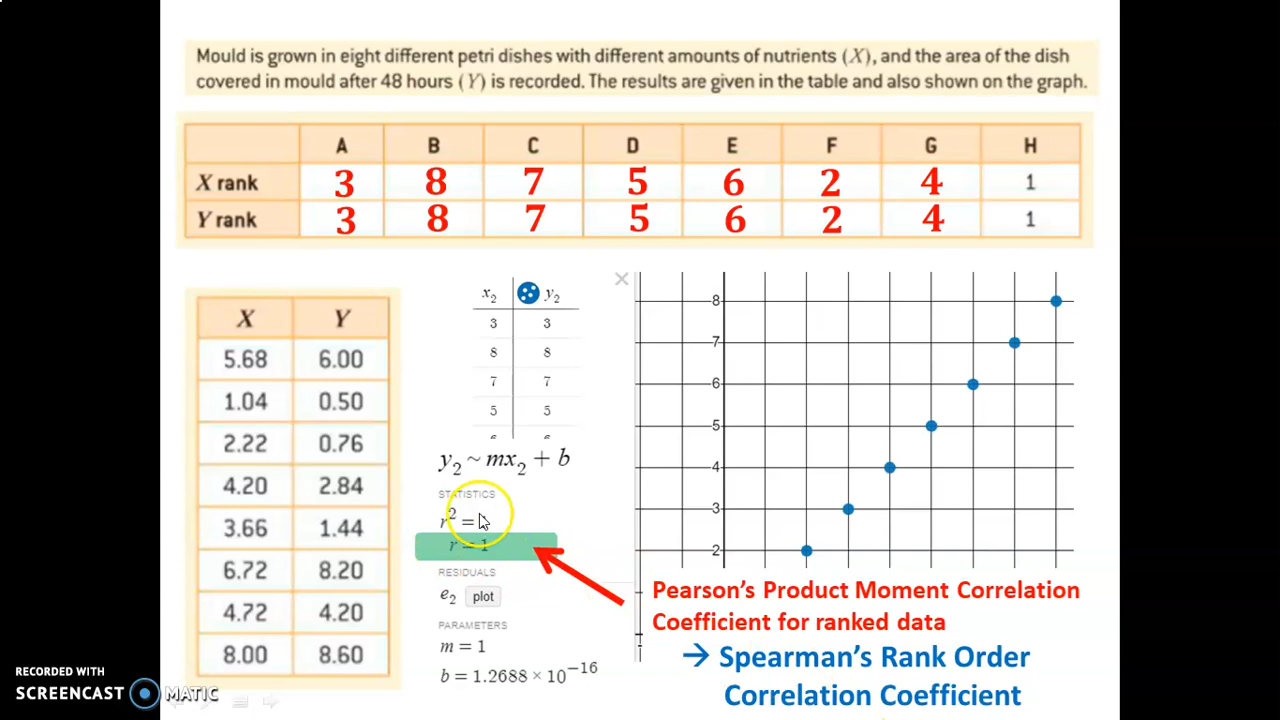 Mould is grown in eight different petri dishes with different amounts of nutrients (X), and the area of the dish
covered in mould after 48 hours (Y) is recorded. The results are given in the table and also shown on the graph.
A B C D E F G H
X rank 3 8 7 5 6 2 4 1
Y rank 3 8 7 5 6 2 4 1
X Y
5.68 6.00
1.04 0.50
2.22 0.76
4.20 2.84
3.66 1.44
6.72 8.20
4.72 4.20
8.00 8.60
x₂ y₂
3 3
8 8
7 7
5 5
y₂ ~ mx₂ + b
STATISTICS
r² =
r = 1
RESIDUALS
e₂ plot
PARAMETERS
m = 1
b = 1.2688 × 10⁻¹⁶
8
7
6
5
4
3
2
Pearson's Product Moment Correlation
Coefficient for ranked data
→ Spearman's Rank Order
Correlation Coefficient
RECORDED WITH
SCREENCAST MATIC